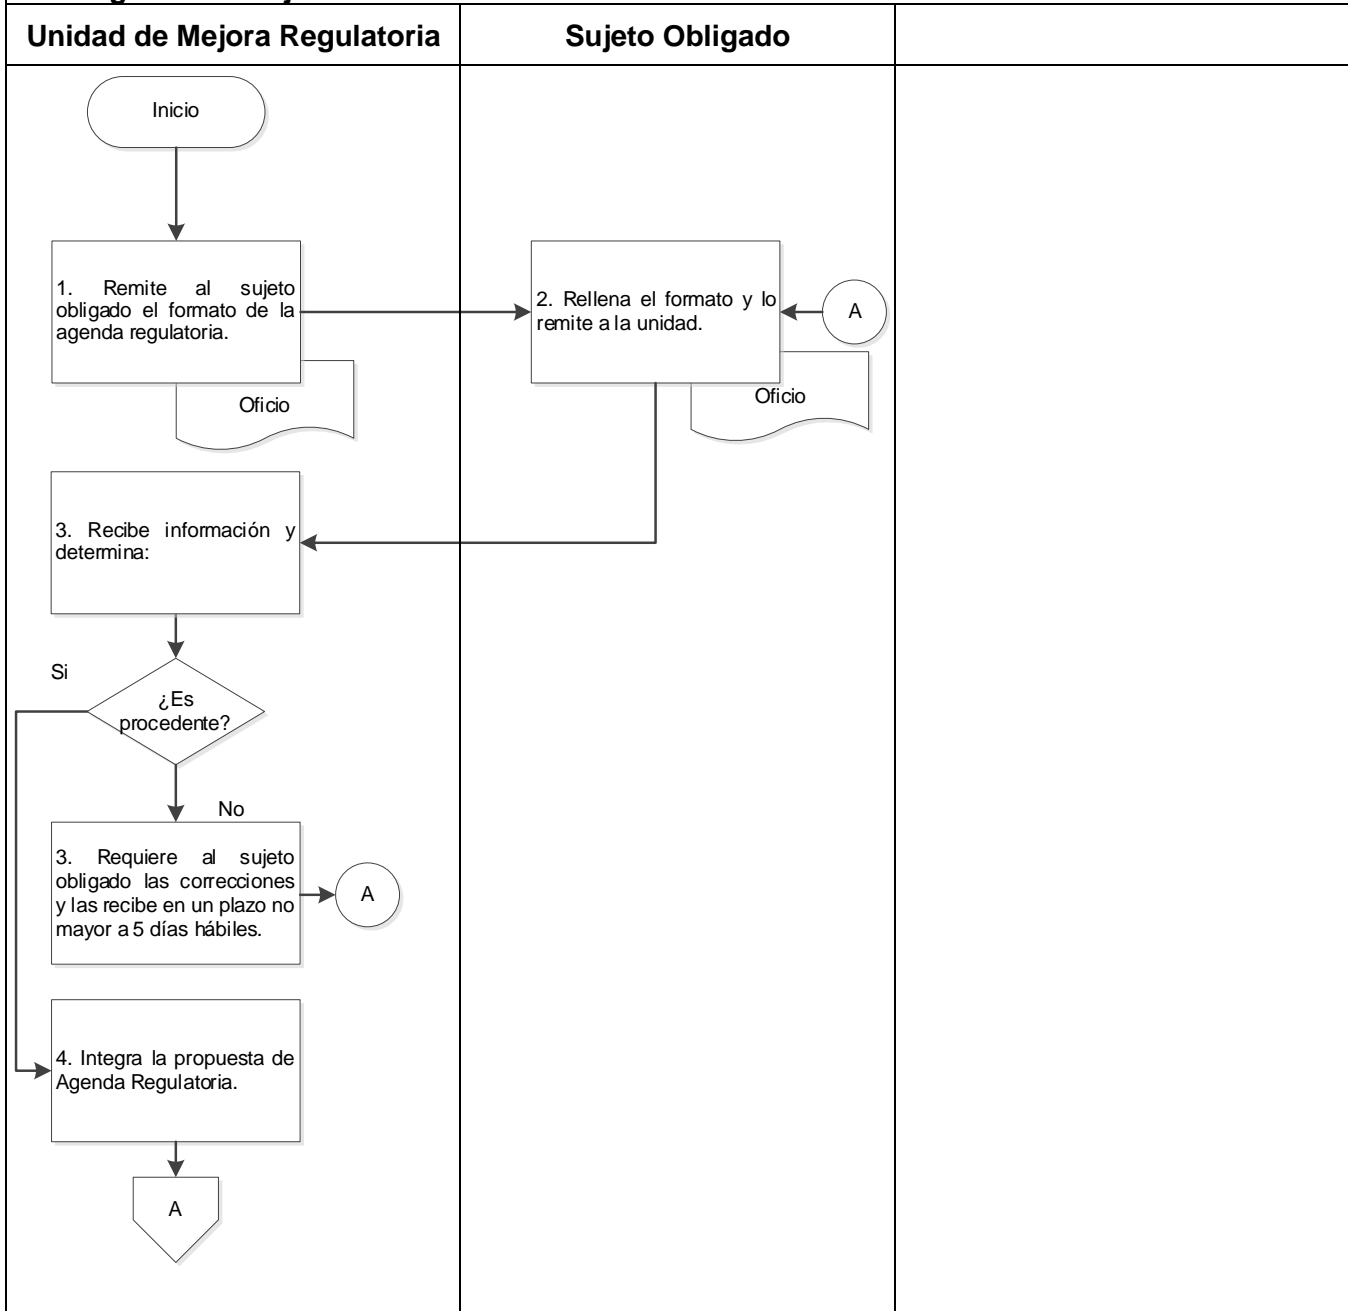 Unidad de Mejora Regulatoria
Sujeto Obligado
Inicio
1. Remite al sujeto
obligado el formato de la
agenda regulatoria.
Oficio
2. Rellena el formato y lo
remite a la unidad.
A
Oficio
3. Recibe información y
determina:
Si
¿Es
procedente?
No
3. Requiere al sujeto
obligado las correcciones
y las recibe en un plazo no
mayor a 5 días hábiles.
A
4. Integra la propuesta de
Agenda Regulatoria.
A